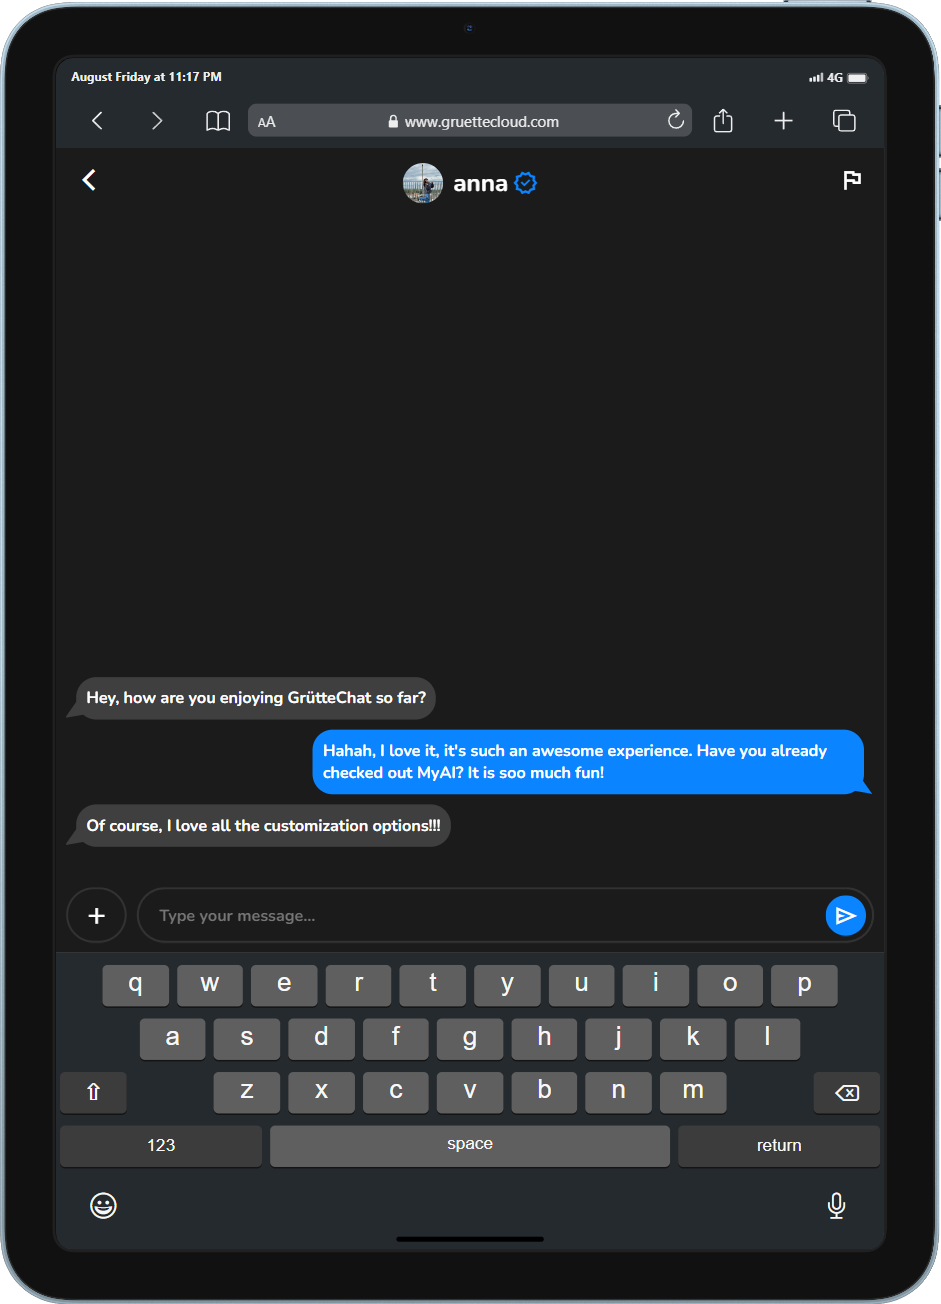 August Friday at 11:17 PM
4G
AA
www.gruettecloud.com
anna
Hey, how are you enjoying GrütteChat so far?
Hahah, I love it, it's such an awesome experience. Have you already
checked out MyAI? It is soo much fun!
Of course, I love all the customization options!!!
Type your message...
q w e r t y u i o p
a s d f g h j k l
z x c v b n m
123 space return